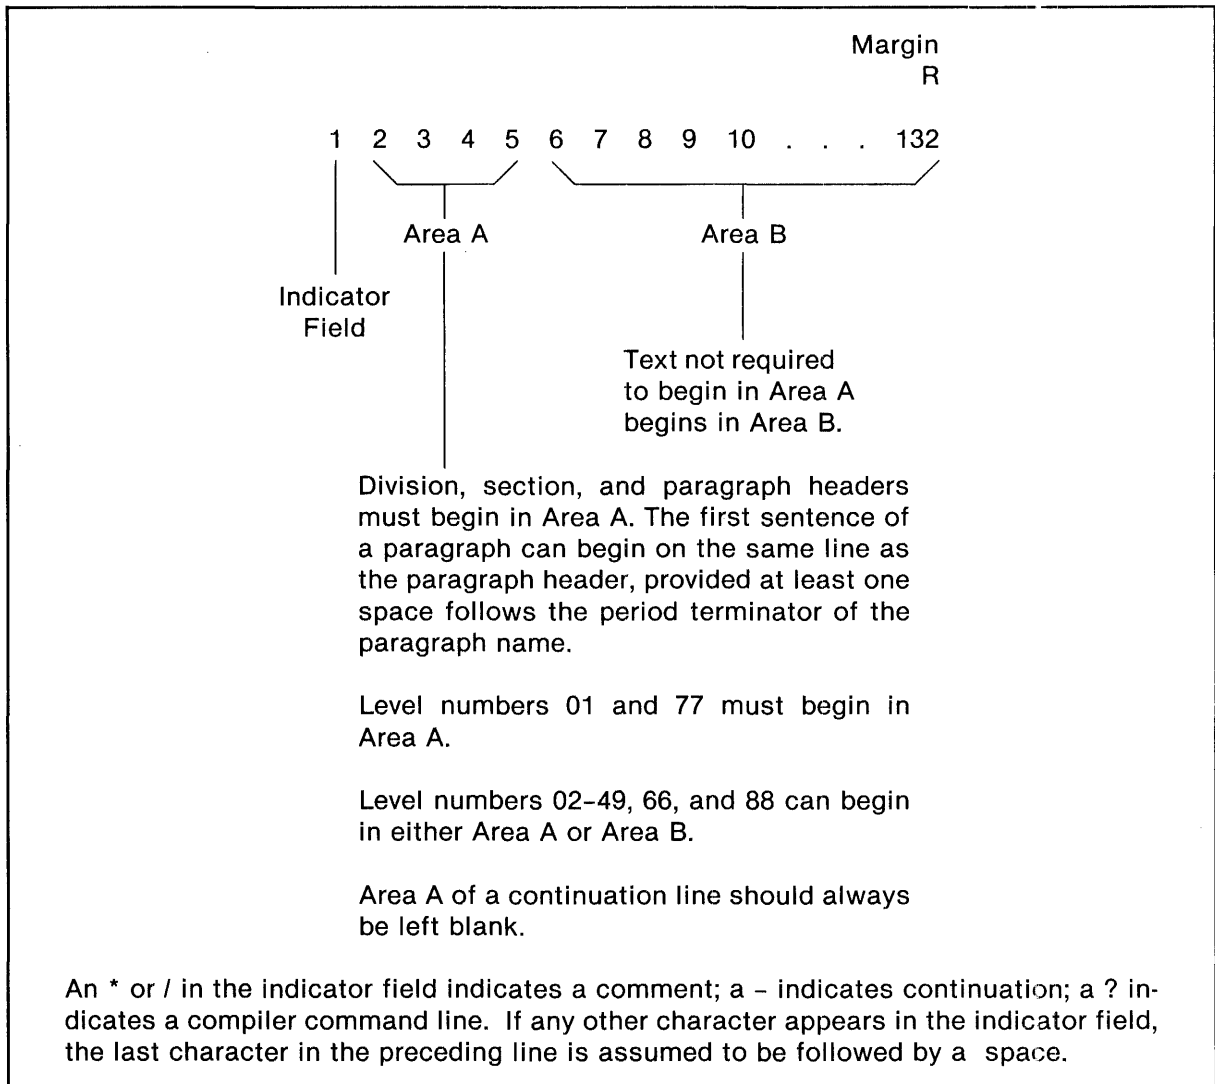 Margin
R
1 2 3 4 5 6 7 8 9 10 . . . 132
Area A Area B
Indicator
Field
Text not required
to begin in Area A
begins in Area B.
Division, section, and paragraph headers
must begin in Area A. The first sentence of
a paragraph can begin on the same line as
the paragraph header, provided at least one
space follows the period terminator of the
paragraph name.
Level numbers 01 and 77 must begin in
Area A.
Level numbers 02–49, 66, and 88 can begin
in either Area A or Area B.
Area A of a continuation line should always
be left blank.
An * or / in the indicator field indicates a comment; a – indicates continuation; a ? in-
dicates a compiler command line. If any other character appears in the indicator field,
the last character in the preceding line is assumed to be followed by a space.